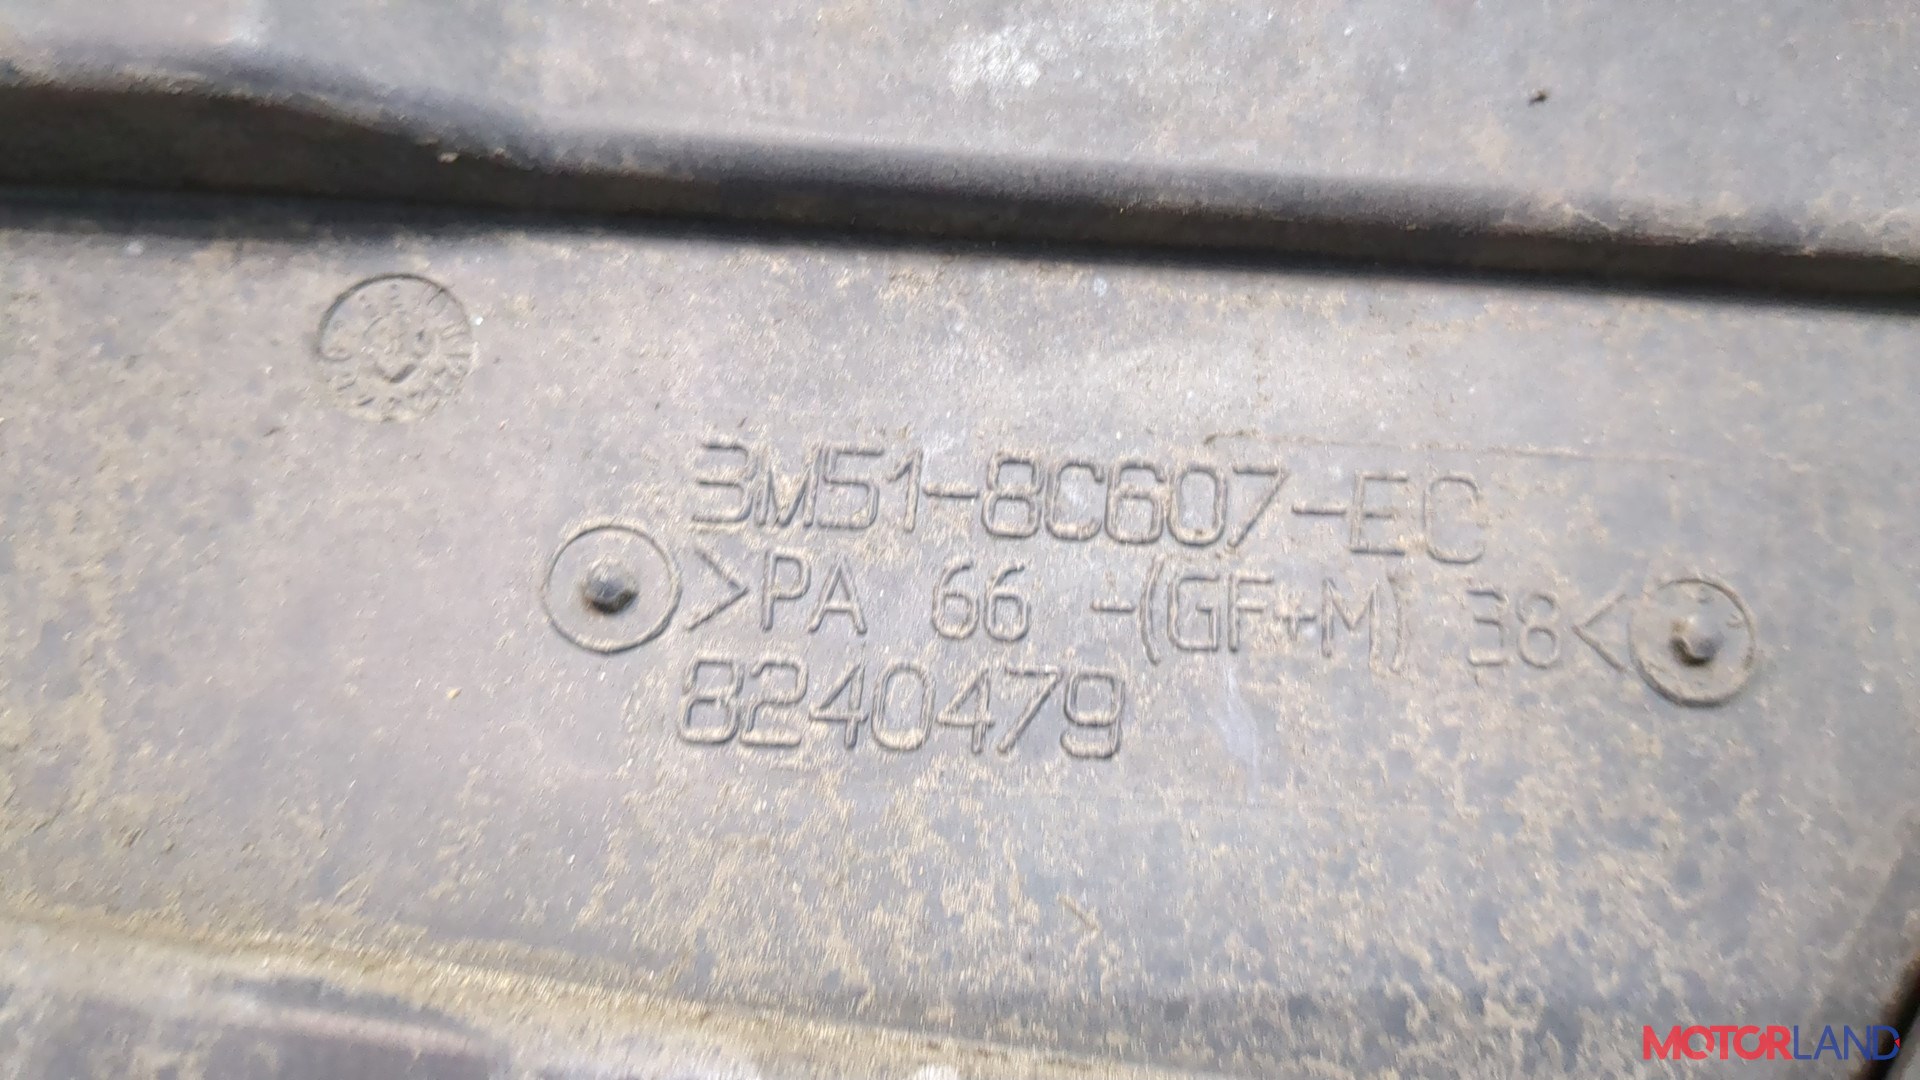 3M51-8C607-EC
>PA 66 -(GF+M) 38<
8240479
MOTORLAND